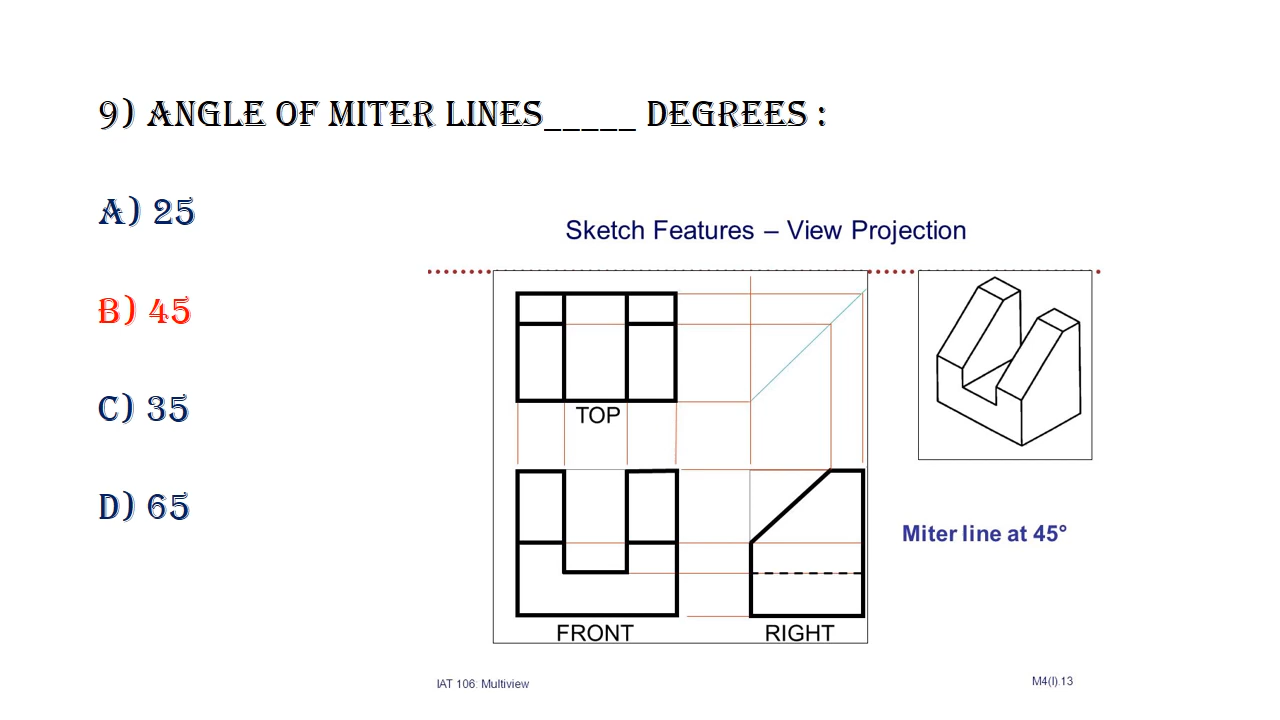 9) ANGLE OF MITER LINES_____ DEGREES :
A) 25
B) 45
C) 35
D) 65
Sketch Features – View Projection
TOP
FRONT
RIGHT
Miter line at 45°
IAT 106: Multiview
M4(I).13